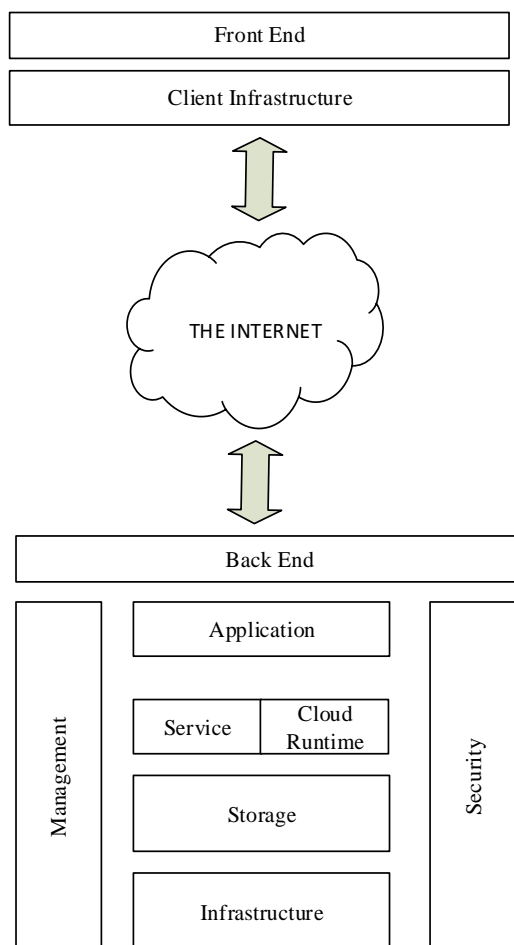 Front End
Client Infrastructure
THE INTERNET
Back End
Management
Application
Service
Cloud
Runtime
Storage
Infrastructure
Security